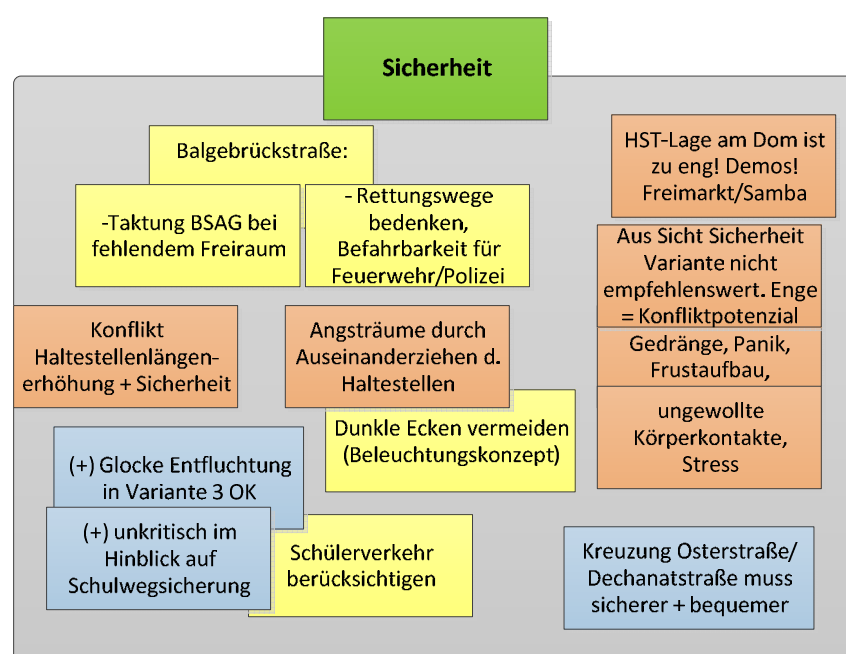 Sicherheit
Balgebrückstraße:
-Taktung BSAG bei
fehlendem Freiraum
- Rettungswege
bedenken,
Befahrbarkeit für
Feuerwehr/Polizei
HST-Lage am Dom ist
zu eng! Demos!
Freimarkt/Samba
Aus Sicht Sicherheit
Variante nicht
empfehlenswert. Enge
= Konfliktpotenzial
Gedränge, Panik,
Frustaufbau,
ungewollte
Körperkontakte,
Stress
Konflikt
Haltestellenlängen-
erhöhung + Sicherheit
Angsträume durch
Auseinanderziehen d.
Haltestellen
Dunkle Ecken vermeiden
(Beleuchtungskonzept)
(+) Glocke Entfluchtung
in Variante 3 OK
(+) unkritisch im
Hinblick auf
Schulwegsicherung
Schülerverkehr
berücksichtigen
Kreuzung Osterstraße/
Dechanatstraße muss
sicherer + bequemer